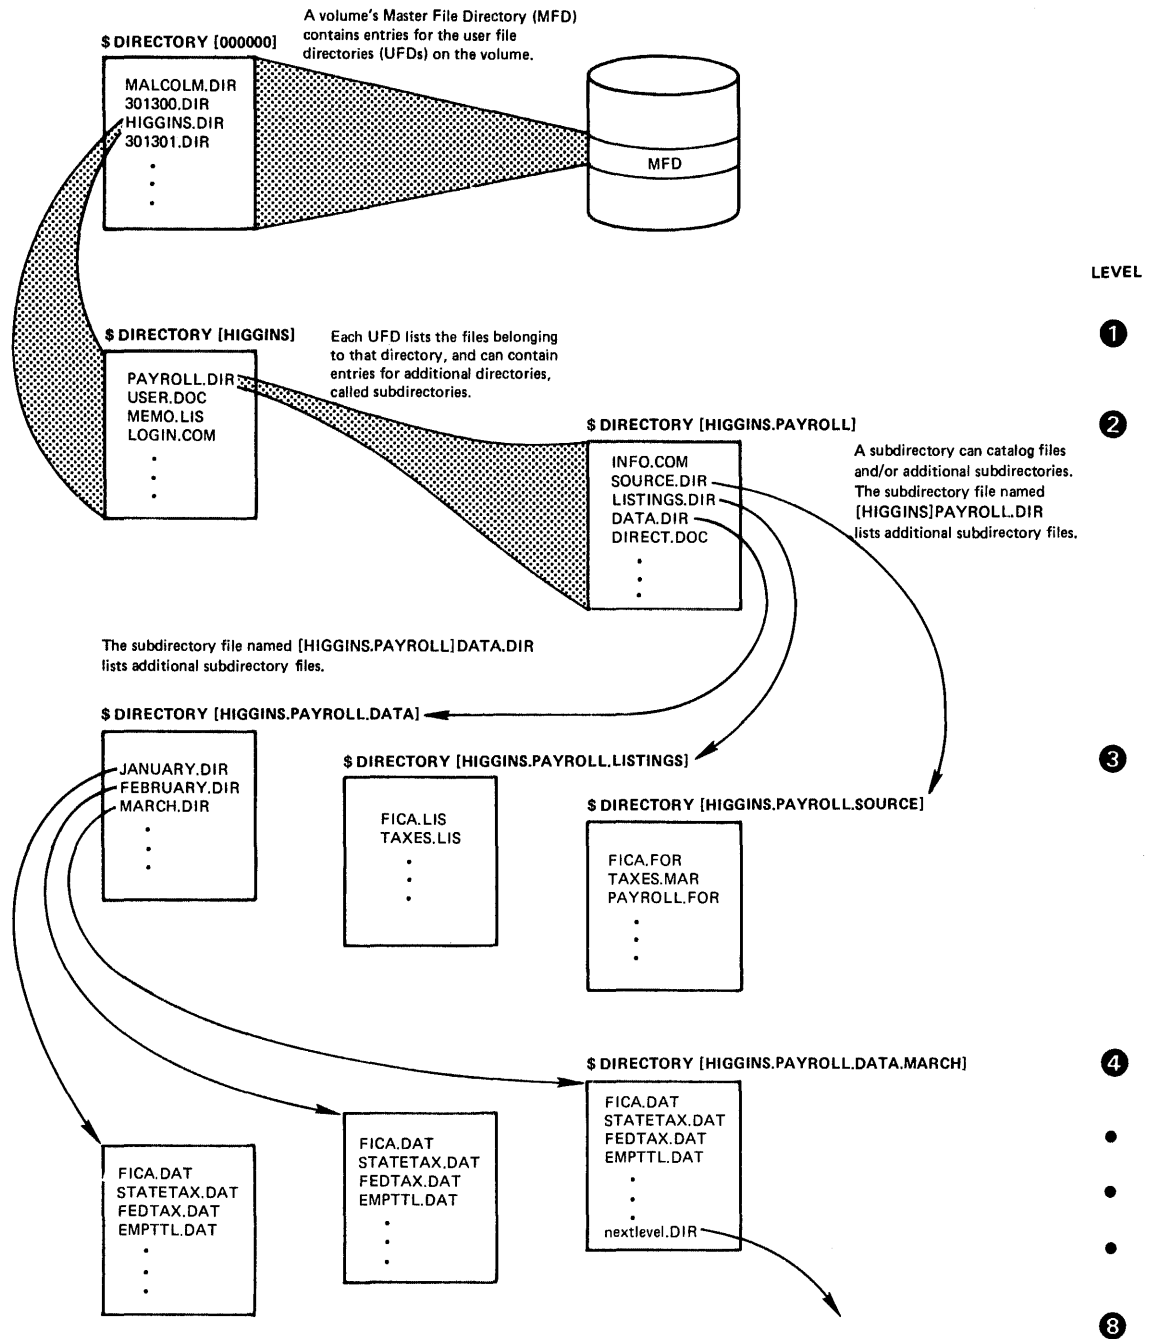 A volume's Master File Directory (MFD)
contains entries for the user file
directories (UFDs) on the volume.
$ DIRECTORY [000000]
MALCOLM.DIR
301300.DIR
HIGGINS.DIR
301301.DIR
MFD
LEVEL
1
$ DIRECTORY [HIGGINS]
PAYROLL.DIR
USER.DOC
MEMO.LIS
LOGIN.COM
Each UFD lists the files belonging
to that directory, and can contain
entries for additional directories,
called subdirectories.
2
$ DIRECTORY [HIGGINS.PAYROLL]
INFO.COM
SOURCE.DIR
LISTINGS.DIR
DATA.DIR
DIRECT.DOC
A subdirectory can catalog files
and/or additional subdirectories.
The subdirectory file named
[HIGGINS]PAYROLL.DIR
lists additional subdirectory files.
The subdirectory file named [HIGGINS.PAYROLL]DATA.DIR
lists additional subdirectory files.
$ DIRECTORY [HIGGINS.PAYROLL.DATA]
JANUARY.DIR
FEBRUARY.DIR
MARCH.DIR
$ DIRECTORY [HIGGINS.PAYROLL.LISTINGS]
FICA.LIS
TAXES.LIS
3
$ DIRECTORY [HIGGINS.PAYROLL.SOURCE]
FICA.FOR
TAXES.MAR
PAYROLL.FOR
$ DIRECTORY [HIGGINS.PAYROLL.DATA.MARCH]
4
FICA.DAT
STATETAX.DAT
FEDTAX.DAT
EMPTTL.DAT
nextlevel.DIR
FICA.DAT
STATETAX.DAT
FEDTAX.DAT
EMPTTL.DAT
FICA.DAT
STATETAX.DAT
FEDTAX.DAT
EMPTTL.DAT
8